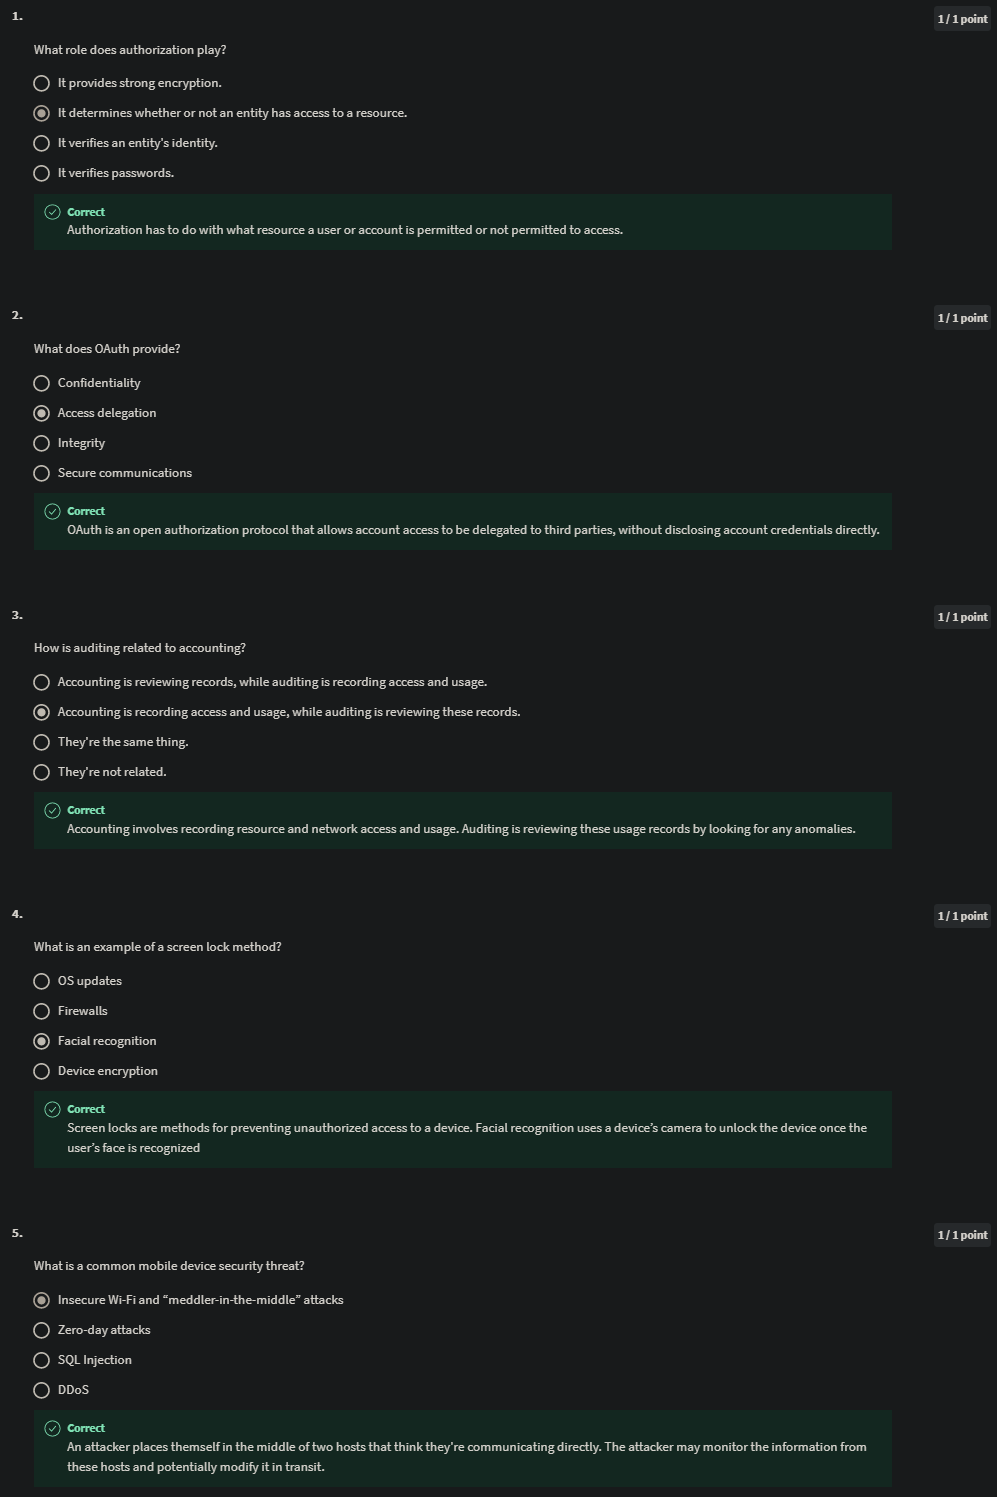 1.
1 / 1 point
What role does authorization play?
It provides strong encryption.
It determines whether or not an entity has access to a resource.
It verifies an entity's identity.
It verifies passwords.
Correct
Authorization has to do with what resource a user or account is permitted or not permitted to access.
2.
1 / 1 point
What does OAuth provide?
Confidentiality
Access delegation
Integrity
Secure communications
Correct
OAuth is an open authorization protocol that allows account access to be delegated to third parties, without disclosing account credentials directly.
3.
1 / 1 point
How is auditing related to accounting?
Accounting is reviewing records, while auditing is recording access and usage.
Accounting is recording access and usage, while auditing is reviewing these records.
They're the same thing.
They're not related.
Correct
Accounting involves recording resource and network access and usage. Auditing is reviewing these usage records by looking for any anomalies.
4.
1 / 1 point
What is an example of a screen lock method?
OS updates
Firewalls
Facial recognition
Device encryption
Correct
Screen locks are methods for preventing unauthorized access to a device. Facial recognition uses a device’s camera to unlock the device once the
user’s face is recognized
5.
1 / 1 point
What is a common mobile device security threat?
Insecure Wi-Fi and “meddler-in-the-middle” attacks
Zero-day attacks
SQL Injection
DDoS
Correct
An attacker places themself in the middle of two hosts that think they're communicating directly. The attacker may monitor the information from
these hosts and potentially modify it in transit.